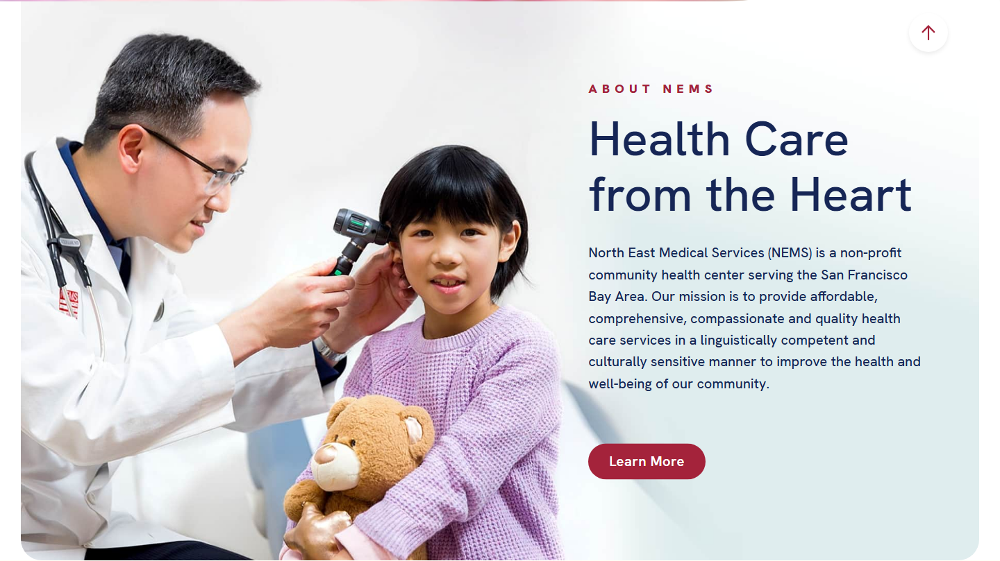 ABOUT NEMS
Health Care
from the Heart
North East Medical Services (NEMS) is a non-profit
community health center serving the San Francisco
Bay Area. Our mission is to provide affordable,
comprehensive, compassionate and quality health
care services in a linguistically competent and
culturally sensitive manner to improve the health and
well-being of our community.
Learn More